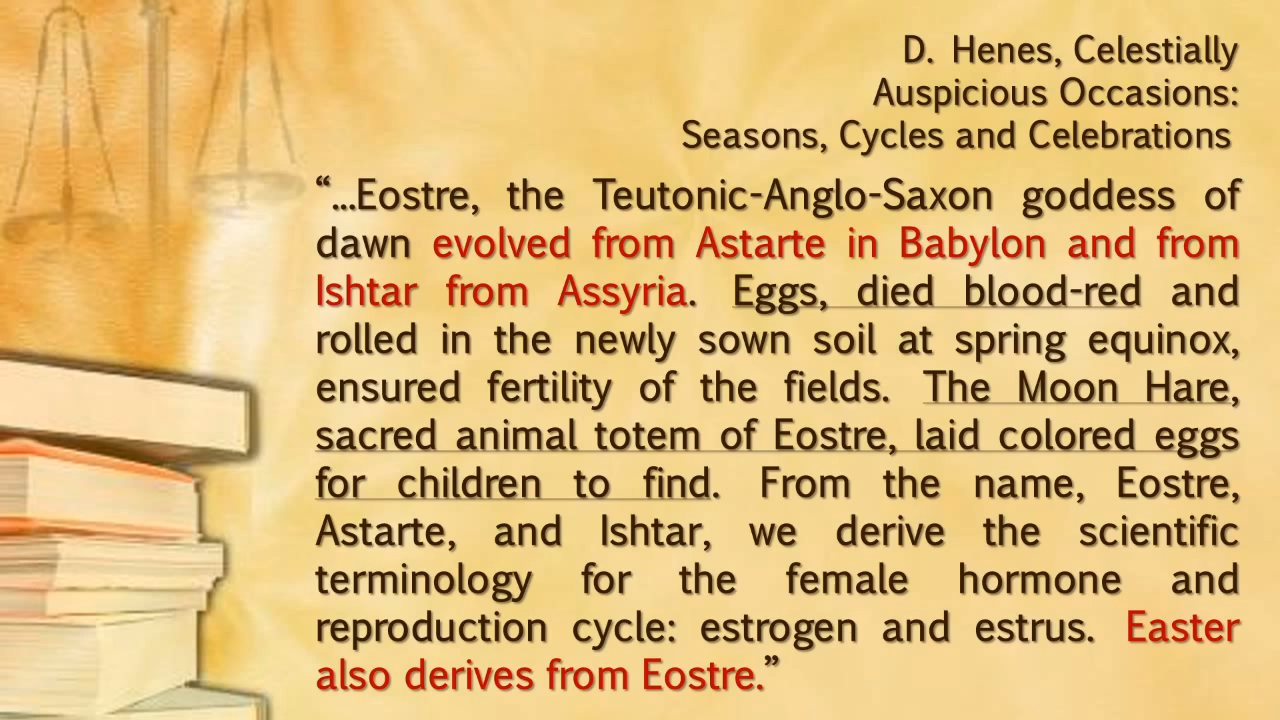 D. Henes, Celestially
Auspicious Occasions:
Seasons, Cycles and Celebrations
“...Eostre, the Teutonic-Anglo-Saxon goddess of
dawn evolved from Astarte in Babylon and from
Ishtar from Assyria. Eggs, died blood-red and
rolled in the newly sown soil at spring equinox,
ensured fertility of the fields. The Moon Hare,
sacred animal totem of Eostre, laid colored eggs
for children to find. From the name, Eostre,
Astarte, and Ishtar, we derive the scientific
terminology for the female hormone and
reproduction cycle: estrogen and estrus. Easter
also derives from Eostre.”